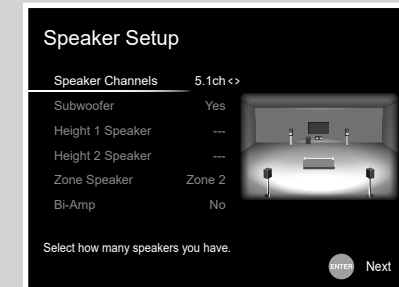 Speaker Setup
Speaker Channels 5.1ch <>
Subwoofer Yes
Height 1 Speaker ---
Height 2 Speaker ---
Zone Speaker Zone 2
Bi-Amp No
Select how many speakers you have.
ENTER Next